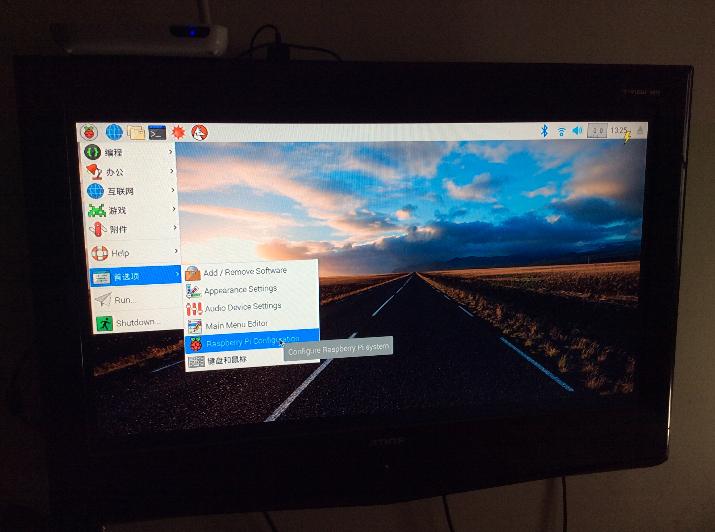 13:25
编程
办公
互联网
游戏
附件
Help
首选项
Run...
Shutdown...
Add / Remove Software
Appearance Settings
Audio Device Settings
Main Menu Editor
Raspberry Pi Configuration
Configure Raspberry Pi system
键盘和鼠标